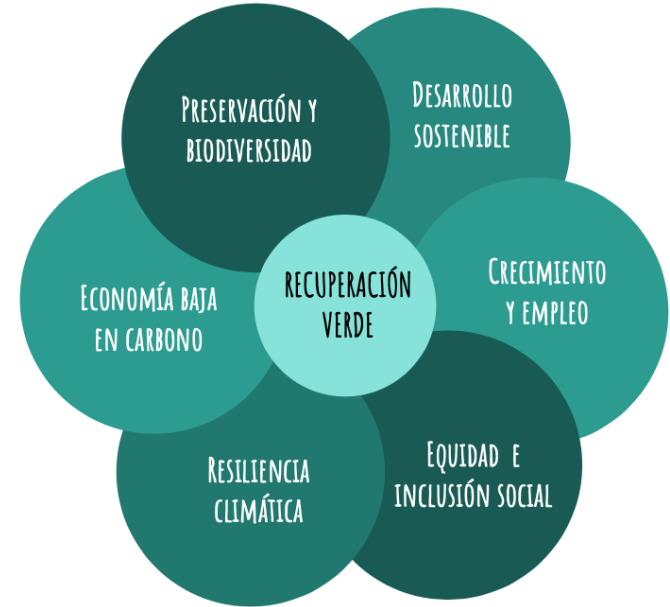 PRESERVACIÓN Y
BIODIVERSIDAD
DESARROLLO
SOSTENIBLE
ECONOMÍA BAJA
EN CARBONO
RECUPERACIÓN
VERDE
CRECIMIENTO
Y EMPLEO
RESILIENCIA
CLIMÁTICA
EQUIDAD E
INCLUSIÓN SOCIAL